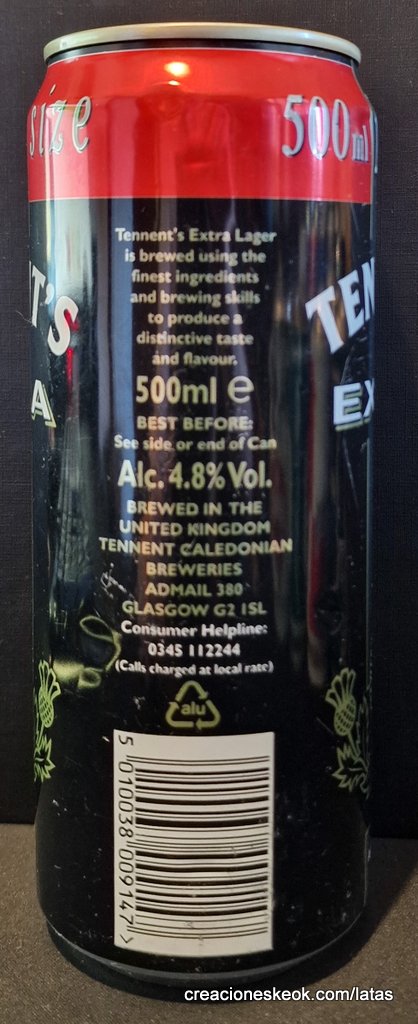 size
500ml
T'S
TEN
A
EX
Tennent's Extra Lager
is brewed using the
finest ingredients
and brewing skills
to produce a
distinctive taste
and flavour.
500ml e
BEST BEFORE:
See side or end of Can
Alc. 4.8% Vol.
BREWED IN THE
UNITED KINGDOM
TENNENT CALEDONIAN
BREWERIES
ADMAIL 380
GLASGOW G2 1SL
Consumer Helpline:
0345 112244
(Calls charged at local rate)
alu
5 010038 009147 >
creacioneskeok.com/latas